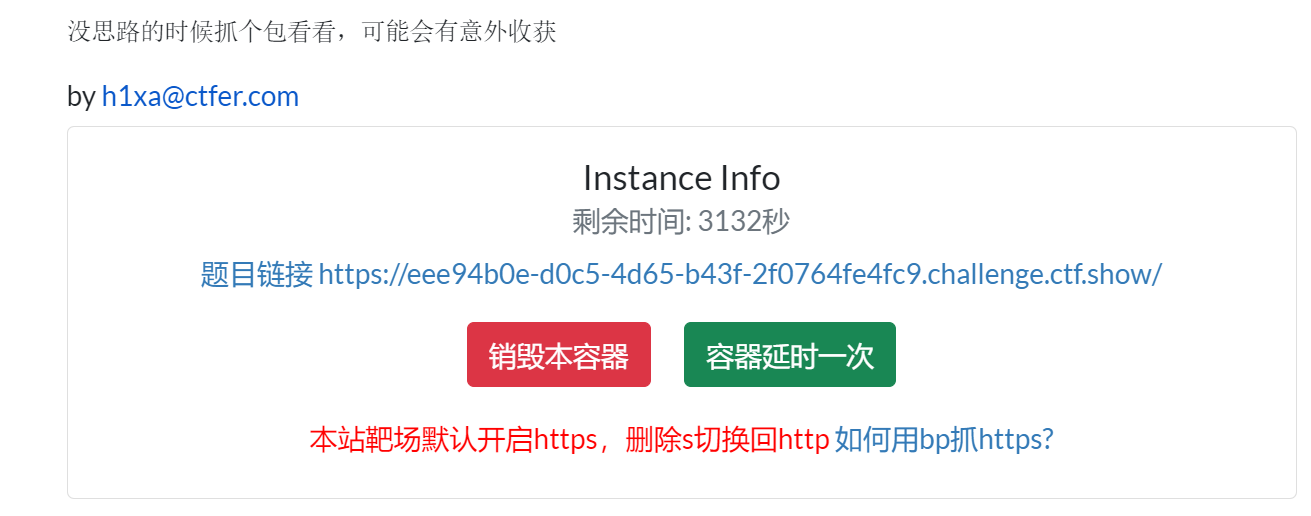 没思路的时候抓个包看看，可能会有意外收获
by h1xa@ctfer.com
Instance Info
剩余时间: 3132秒
题目链接 https://eee94b0e-d0c5-4d65-b43f-2f0764fe4fc9.challenge.ctf.show/
销毁本容器 容器延时一次
本站靶场默认开启https，删除s切换回http 如何用bp抓https?